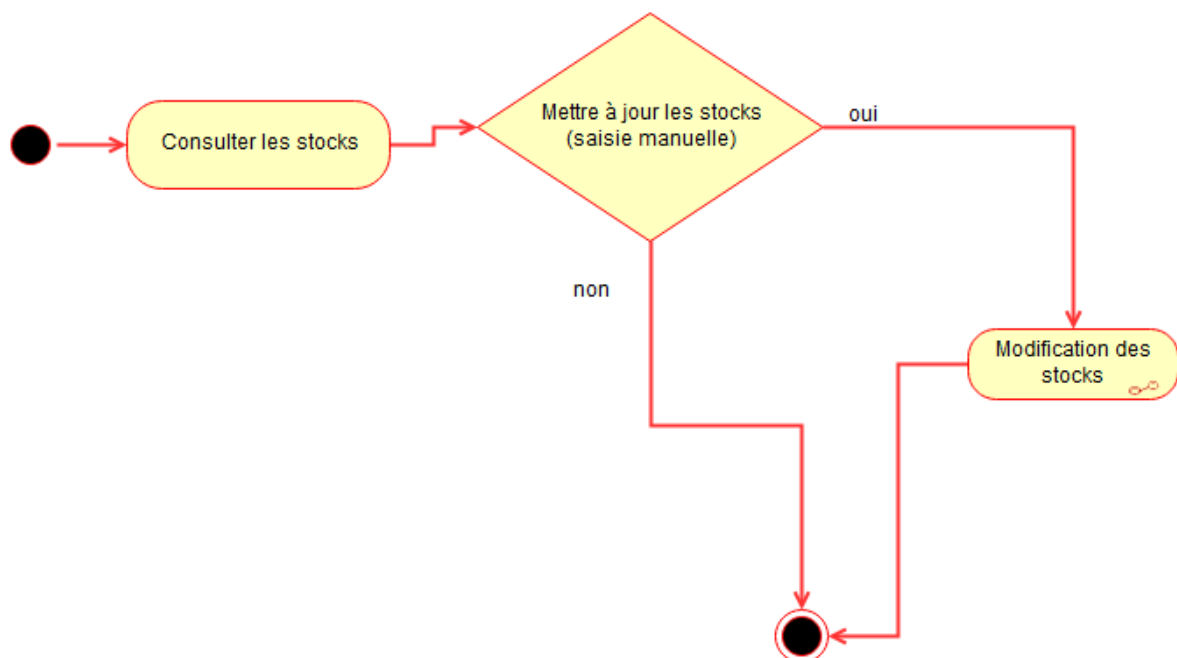 Consulter les stocks
Mettre à jour les stocks
(saisie manuelle)
oui
non
Modification des
stocks